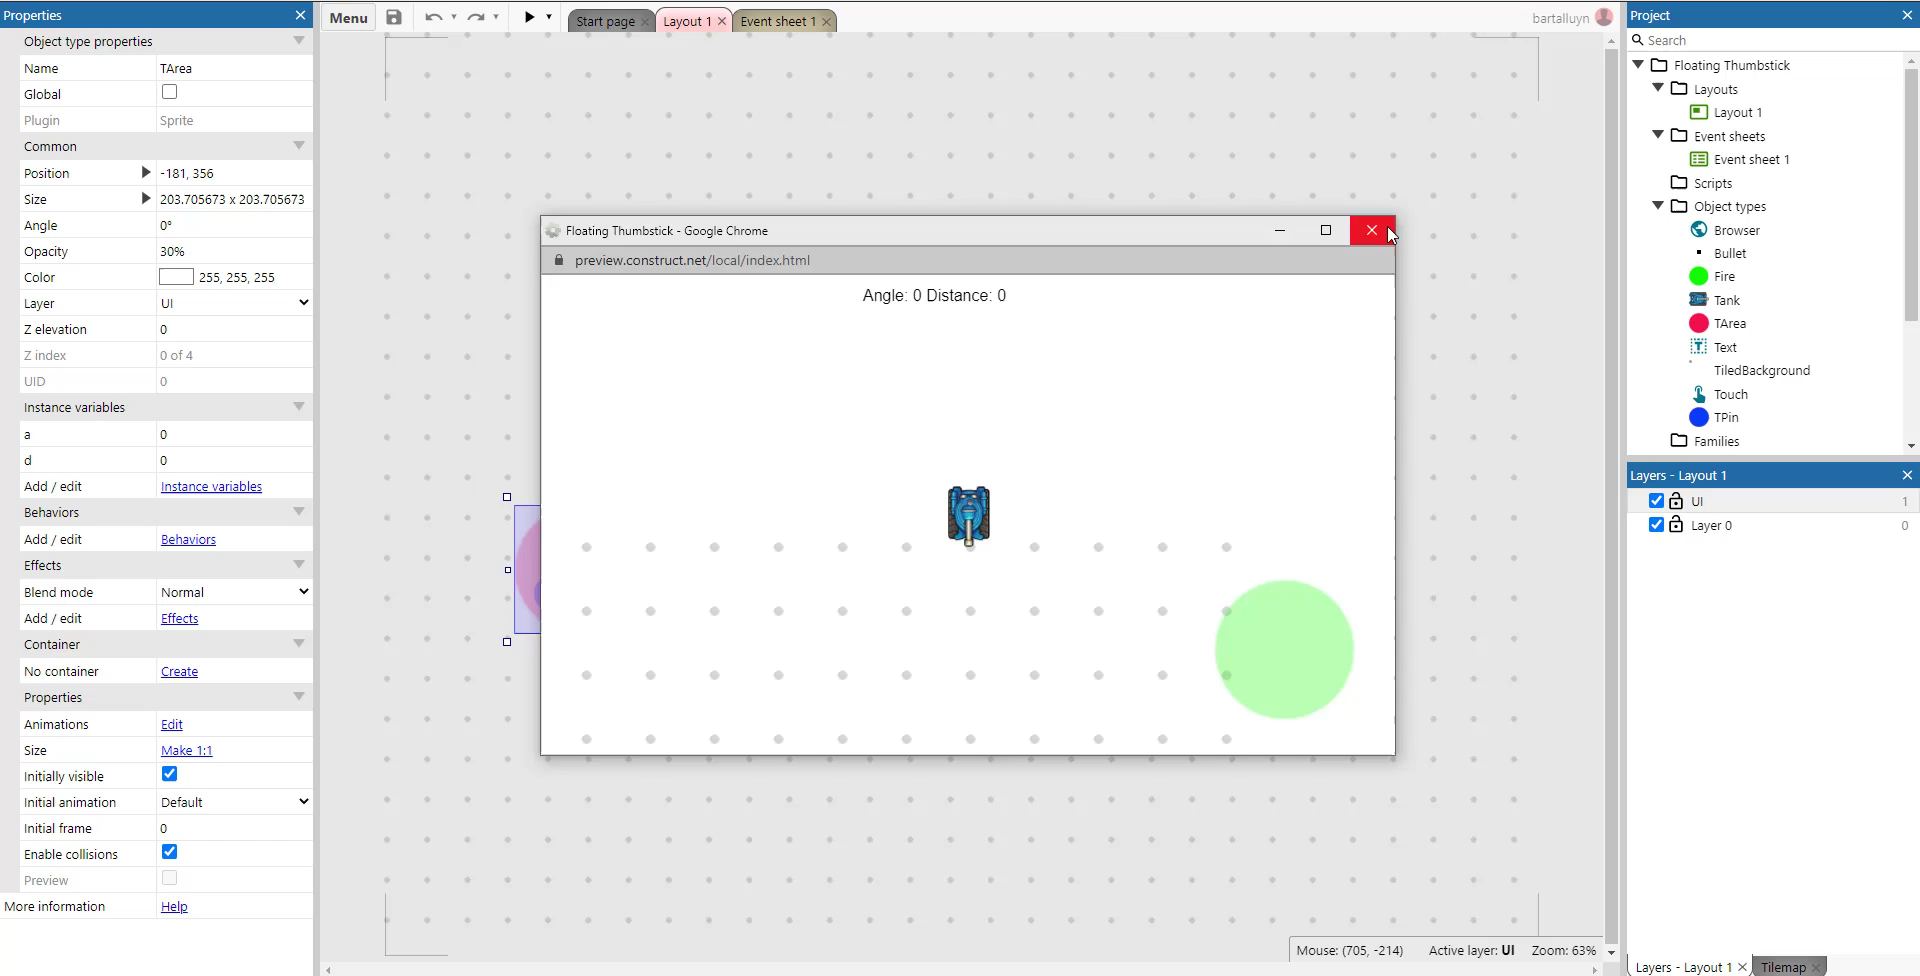 Properties
Object type properties
Name TArea
Global
Plugin Sprite
Common
Position -181, 356
Size 203.705673 x 203.705673
Angle 0°
Opacity 30%
Color 255, 255, 255
Layer UI
Z elevation 0
Z index 0 of 4
UID 0
Instance variables
a 0
d 0
Add / edit Instance variables
Behaviors
Add / edit Behaviors
Effects
Blend mode Normal
Add / edit Effects
Container
No container Create
Properties
Animations Edit
Size Make 1:1
Initially visible
Initial animation Default
Initial frame 0
Enable collisions
Preview
More information Help
Menu
Start page
Layout 1
Event sheet 1
bartalluyn
Floating Thumbstick - Google Chrome
preview.construct.net/local/index.html
Angle: 0 Distance: 0
Mouse: (705, -214) Active layer: UI Zoom: 63%
Project
Search
Floating Thumbstick
Layouts
Layout 1
Event sheets
Event sheet 1
Scripts
Object types
Browser
Bullet
Fire
Tank
TArea
Text
TiledBackground
Touch
TPin
Families
Layers - Layout 1
UI 1
Layer 0 0
Layers - Layout 1
Tilemap